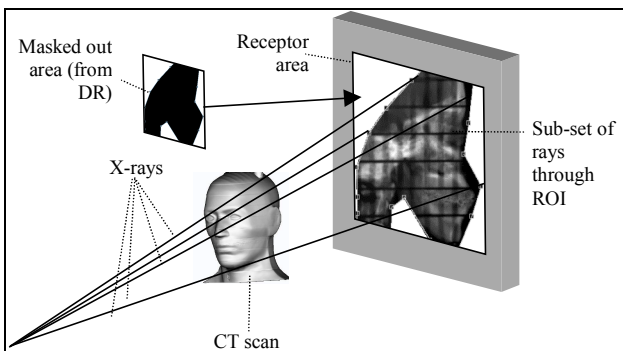 Masked out
area (from
DR)
Receptor
area
Sub-set of
rays
through
ROI
X-rays
CT scan